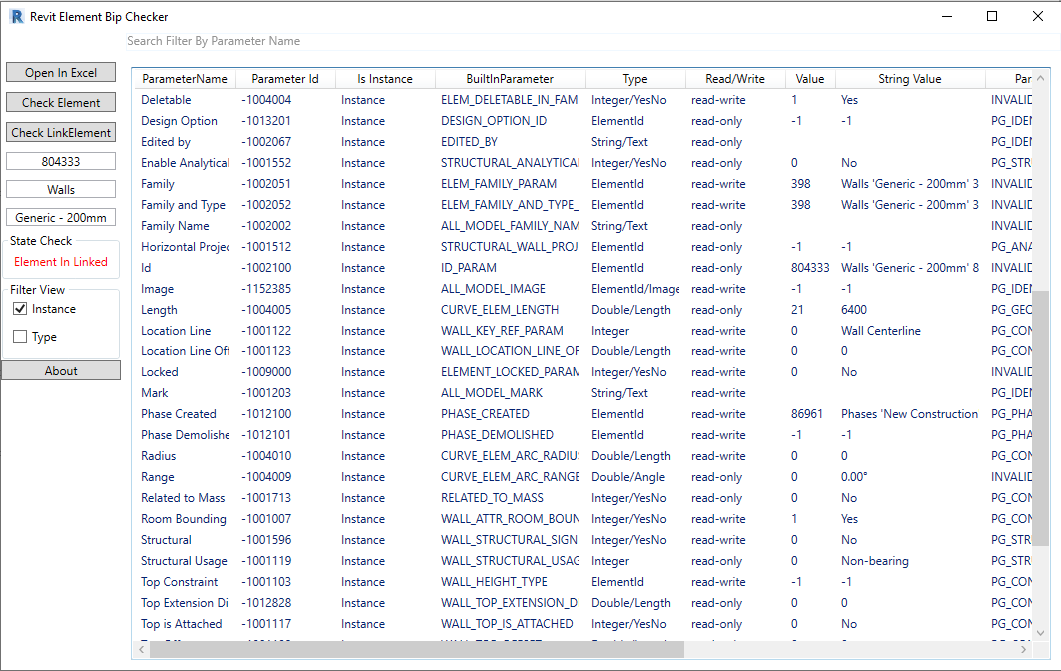 Revit Element Bip Checker
Search Filter By Parameter Name
Open In Excel
Check Element
Check LinkElement
804333
Walls
Generic - 200mm
State Check
Element In Linked
Filter View
Instance
Type
About
ParameterName Parameter Id Is Instance BuiltInParameter Type Read/Write Value String Value Par
Deletable -1004004 Instance ELEM_DELETABLE_IN_FAM Integer/YesNo read-write 1 Yes INVALID
Design Option -1013201 Instance DESIGN_OPTION_ID ElementId read-only -1 -1 PG_IDEN
Edited by -1002067 Instance EDITED_BY String/Text read-only PG_IDEN
Enable Analytical -1001552 Instance STRUCTURAL_ANALYTICAL Integer/YesNo read-write 0 No PG_STR
Family -1002051 Instance ELEM_FAMILY_PARAM ElementId read-write 398 Walls 'Generic - 200mm' 3 INVALID
Family and Type -1002052 Instance ELEM_FAMILY_AND_TYPE_ ElementId read-write 398 Walls 'Generic - 200mm' 3 INVALID
Family Name -1002002 Instance ALL_MODEL_FAMILY_NAM String/Text read-only INVALID
Horizontal Projec -1001512 Instance STRUCTURAL_WALL_PROJ ElementId read-only -1 -1 PG_ANA
Id -1002100 Instance ID_PARAM ElementId read-only 804333 Walls 'Generic - 200mm' 8 INVALID
Image -1152385 Instance ALL_MODEL_IMAGE ElementId/Image read-write -1 -1 PG_IDEN
Length -1004005 Instance CURVE_ELEM_LENGTH Double/Length read-only 21 6400 PG_GEO
Location Line -1001122 Instance WALL_KEY_REF_PARAM Integer read-write 0 Wall Centerline PG_CON
Location Line Off -1001123 Instance WALL_LOCATION_LINE_OF Double/Length read-write 0 0 PG_CON
Locked -1009000 Instance ELEMENT_LOCKED_PARAM Integer/YesNo read-write 0 No INVALID
Mark -1001203 Instance ALL_MODEL_MARK String/Text read-write PG_IDEN
Phase Created -1012100 Instance PHASE_CREATED ElementId read-write 86961 Phases 'New Construction PG_PHA
Phase Demolishe -1012101 Instance PHASE_DEMOLISHED ElementId read-write -1 -1 PG_PHA
Radius -1004010 Instance CURVE_ELEM_ARC_RADIU Double/Length read-write 0 0 PG_CON
Range -1004009 Instance CURVE_ELEM_ARC_RANGE Double/Angle read-only 0 0.00° INVALID
Related to Mass -1001713 Instance RELATED_TO_MASS Integer/YesNo read-only 0 No PG_CON
Room Bounding -1001007 Instance WALL_ATTR_ROOM_BOUN Integer/YesNo read-write 1 Yes PG_CON
Structural -1001596 Instance WALL_STRUCTURAL_SIGN Integer/YesNo read-write 0 No PG_STR
Structural Usage -1001119 Instance WALL_STRUCTURAL_USAG Integer read-only 0 Non-bearing PG_STR
Top Constraint -1001103 Instance WALL_HEIGHT_TYPE ElementId read-write -1 -1 PG_CON
Top Extension Di -1012828 Instance WALL_TOP_EXTENSION_D Double/Length read-only 0 0 PG_CON
Top is Attached -1001117 Instance WALL_TOP_IS_ATTACHED Integer/YesNo read-only 0 No PG_CON